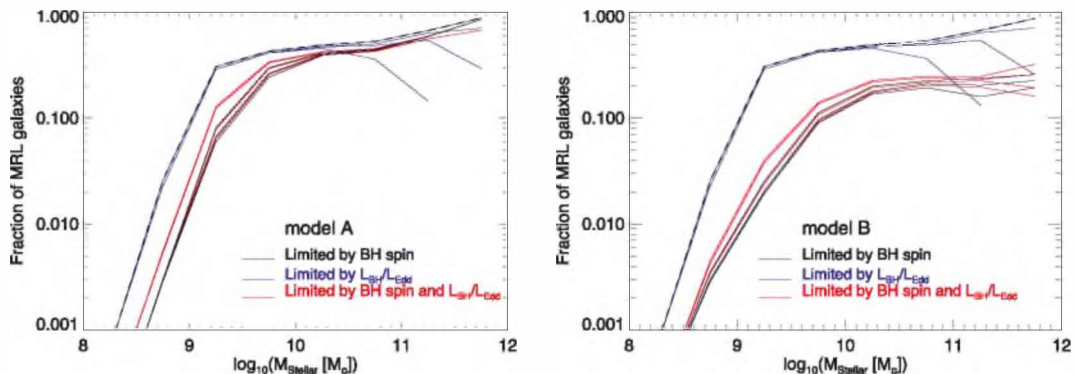 1.000
0.100
0.010
0.001
Fraction of MRL galaxies
model A
Limited by BH spin
Limited by L_BH/L_Edd
Limited by BH spin and L_BH/L_Edd
8 9 10 11 12
log10(M_Stellar [M_o])
1.000
0.100
0.010
0.001
Fraction of MRL galaxies
model B
Limited by BH spin
Limited by L_BH/L_Edd
Limited by BH spin and L_BH/L_Edd
8 9 10 11 12
log10(M_Stellar [M_o])